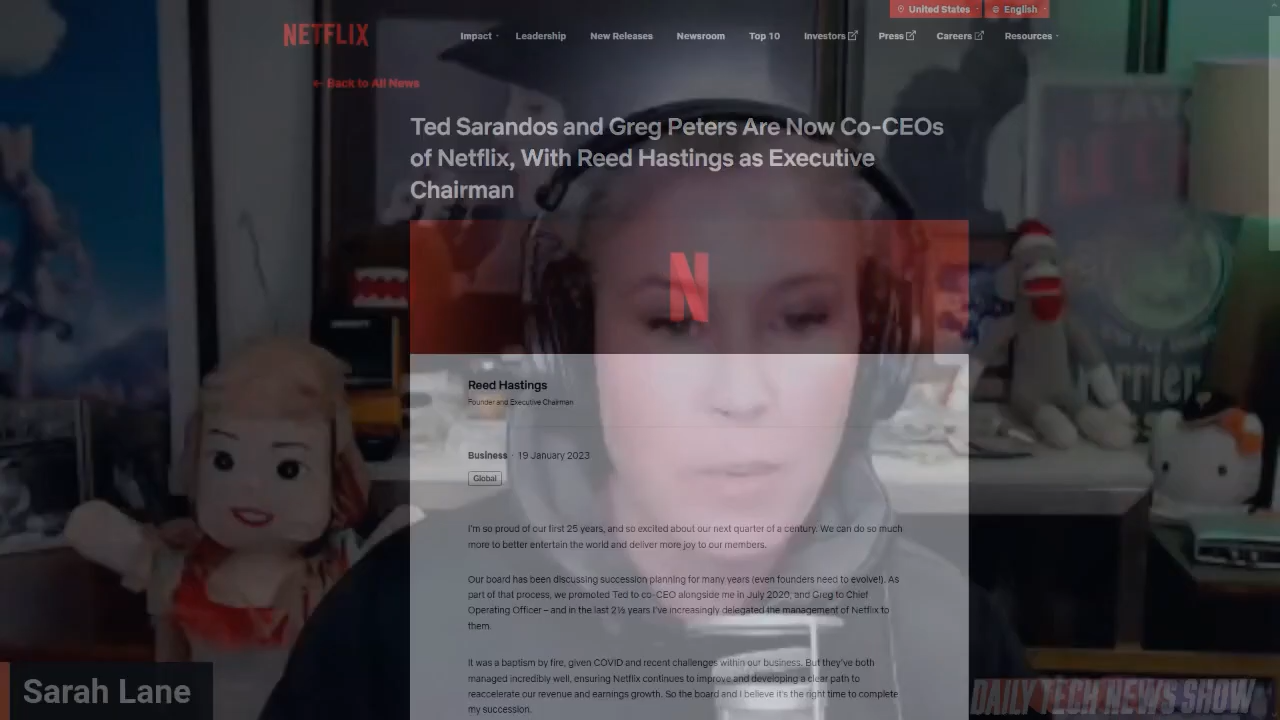 United States
English
NETFLIX
Impact
Leadership
New Releases
Newsroom
Top 10
Investors
Press
Careers
Resources
← Back to All News
Ted Sarandos and Greg Peters Are Now Co-CEOs
of Netflix, With Reed Hastings as Executive
Chairman
N
Reed Hastings
Founder and Executive Chairman
Business · 19 January 2023
Global
I'm so proud of our first 25 years, and so excited about our next quarter of a century. We can do so much
more to better entertain the world and deliver more joy to our members.
Our board has been discussing succession planning for many years (even founders need to evolve!). As
part of that process, we promoted Ted to co-CEO alongside me in July 2020, and Greg to Chief
Operating Officer – and in the last 2½ years I've increasingly delegated the management of Netflix to
them.
It was a baptism by fire, given COVID and recent challenges within our business. But they've both
managed incredibly well, ensuring Netflix continues to improve and developing a clear path to
reaccelerate our revenue and earnings growth. So the board and I believe it's the right time to complete
my succession.
Sarah Lane
DAILY TECH NEWS SHOW